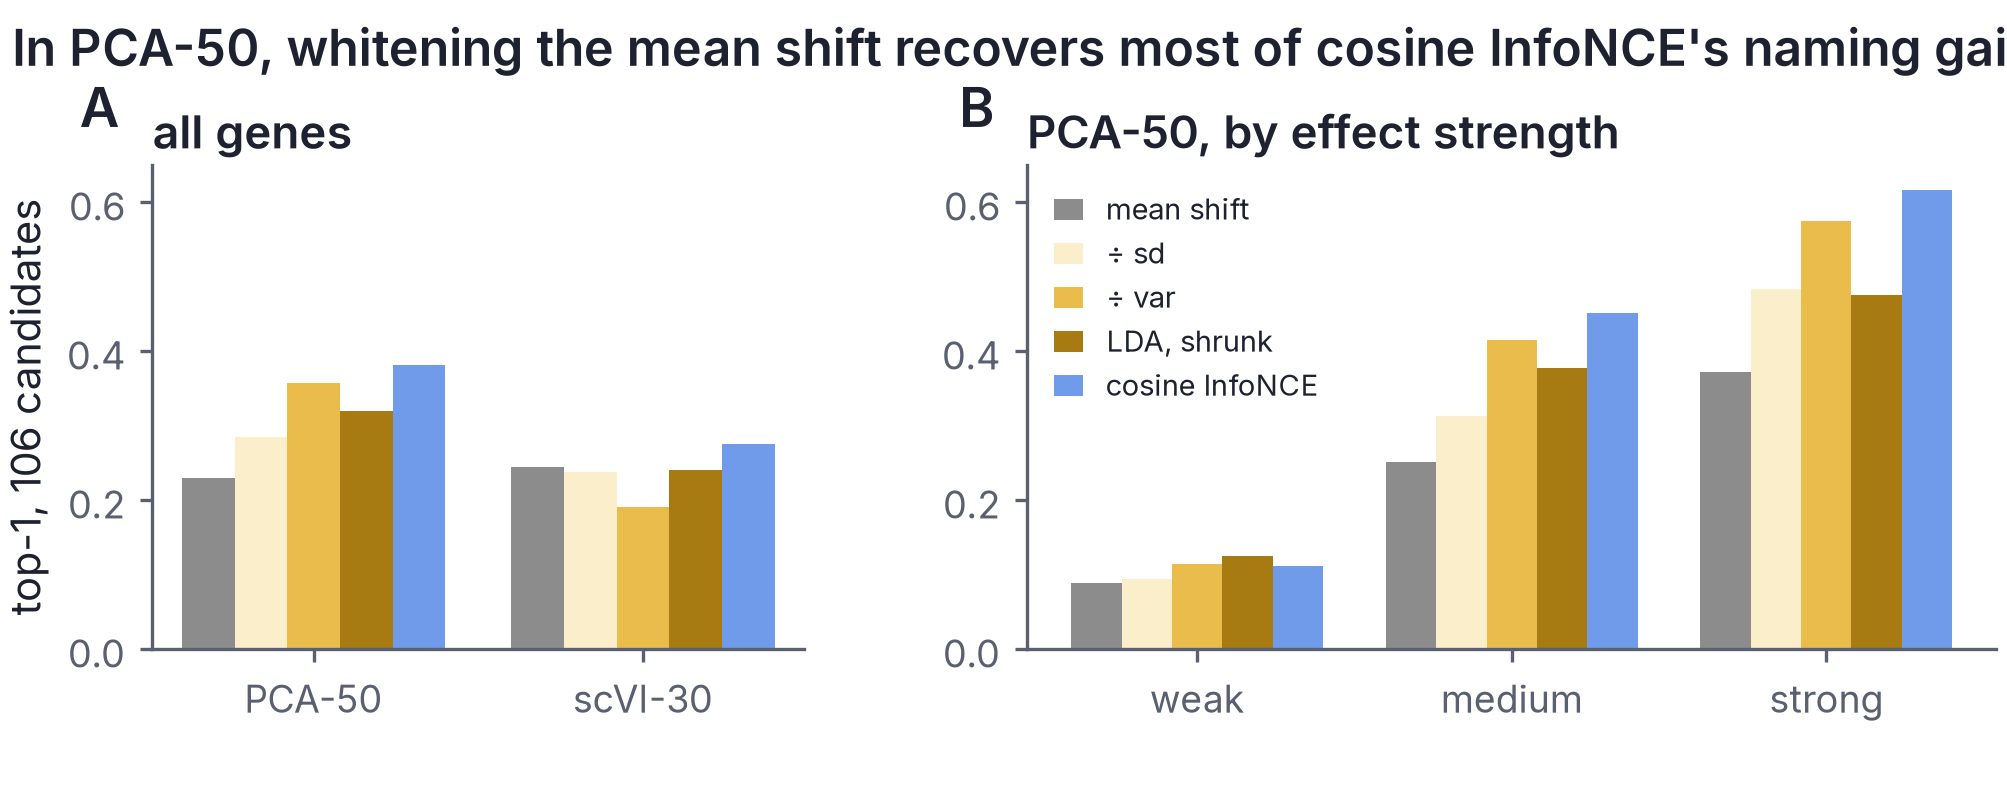 In PCA-50, whitening the mean shift recovers most of cosine InfoNCE's naming gai
A
all genes
top-1, 106 candidates
0.6
0.4
0.2
0.0
PCA-50
scVI-30
B
PCA-50, by effect strength
0.6
0.4
0.2
0.0
mean shift
÷ sd
÷ var
LDA, shrunk
cosine InfoNCE
weak
medium
strong